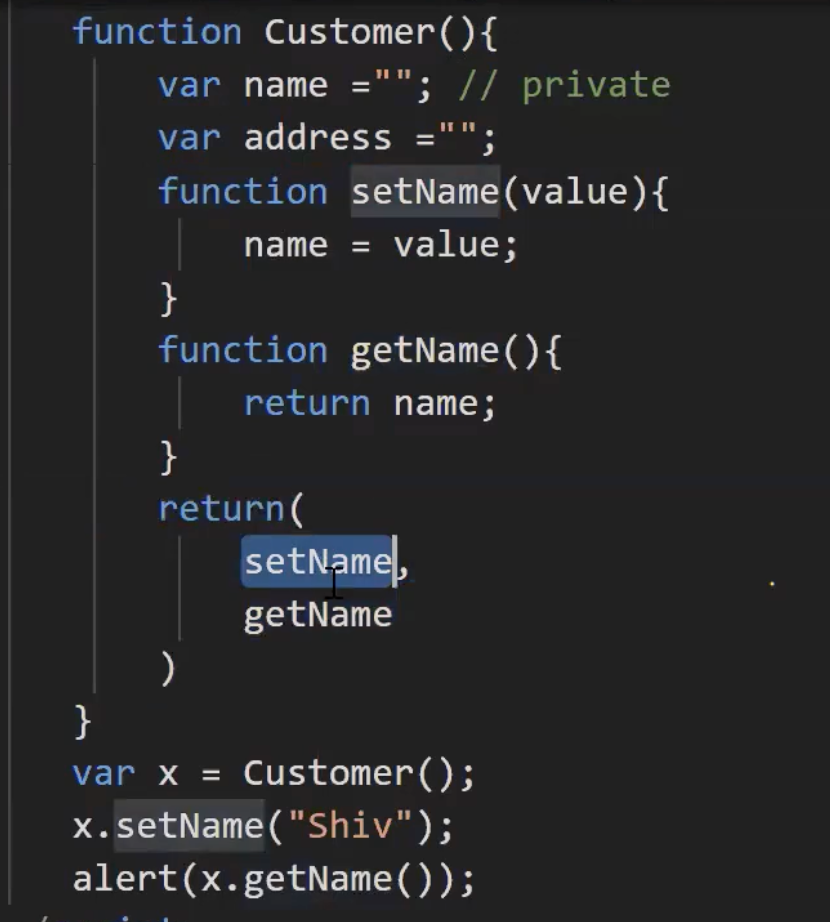 function Customer(){
var name =""; // private
var address ="";
function setName(value){
name = value;
}
function getName(){
return name;
}
return(
setName,
getName
)
}
var x = Customer();
x.setName("Shiv");
alert(x.getName());